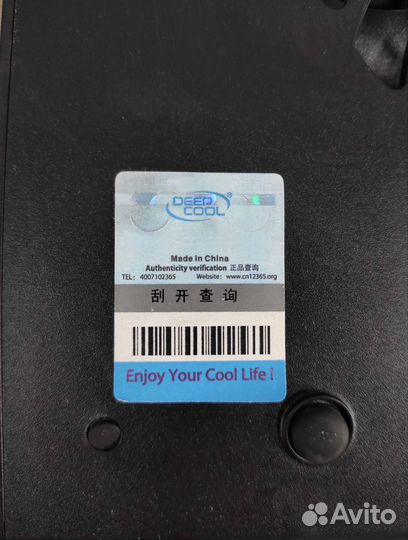 DEEP
COOL®
Made in China
Authenticity verification 正品查询
TEL: 4007102365 Website: www.cn12365.org
刮开查询
Enjoy Your Cool Life!
Avito